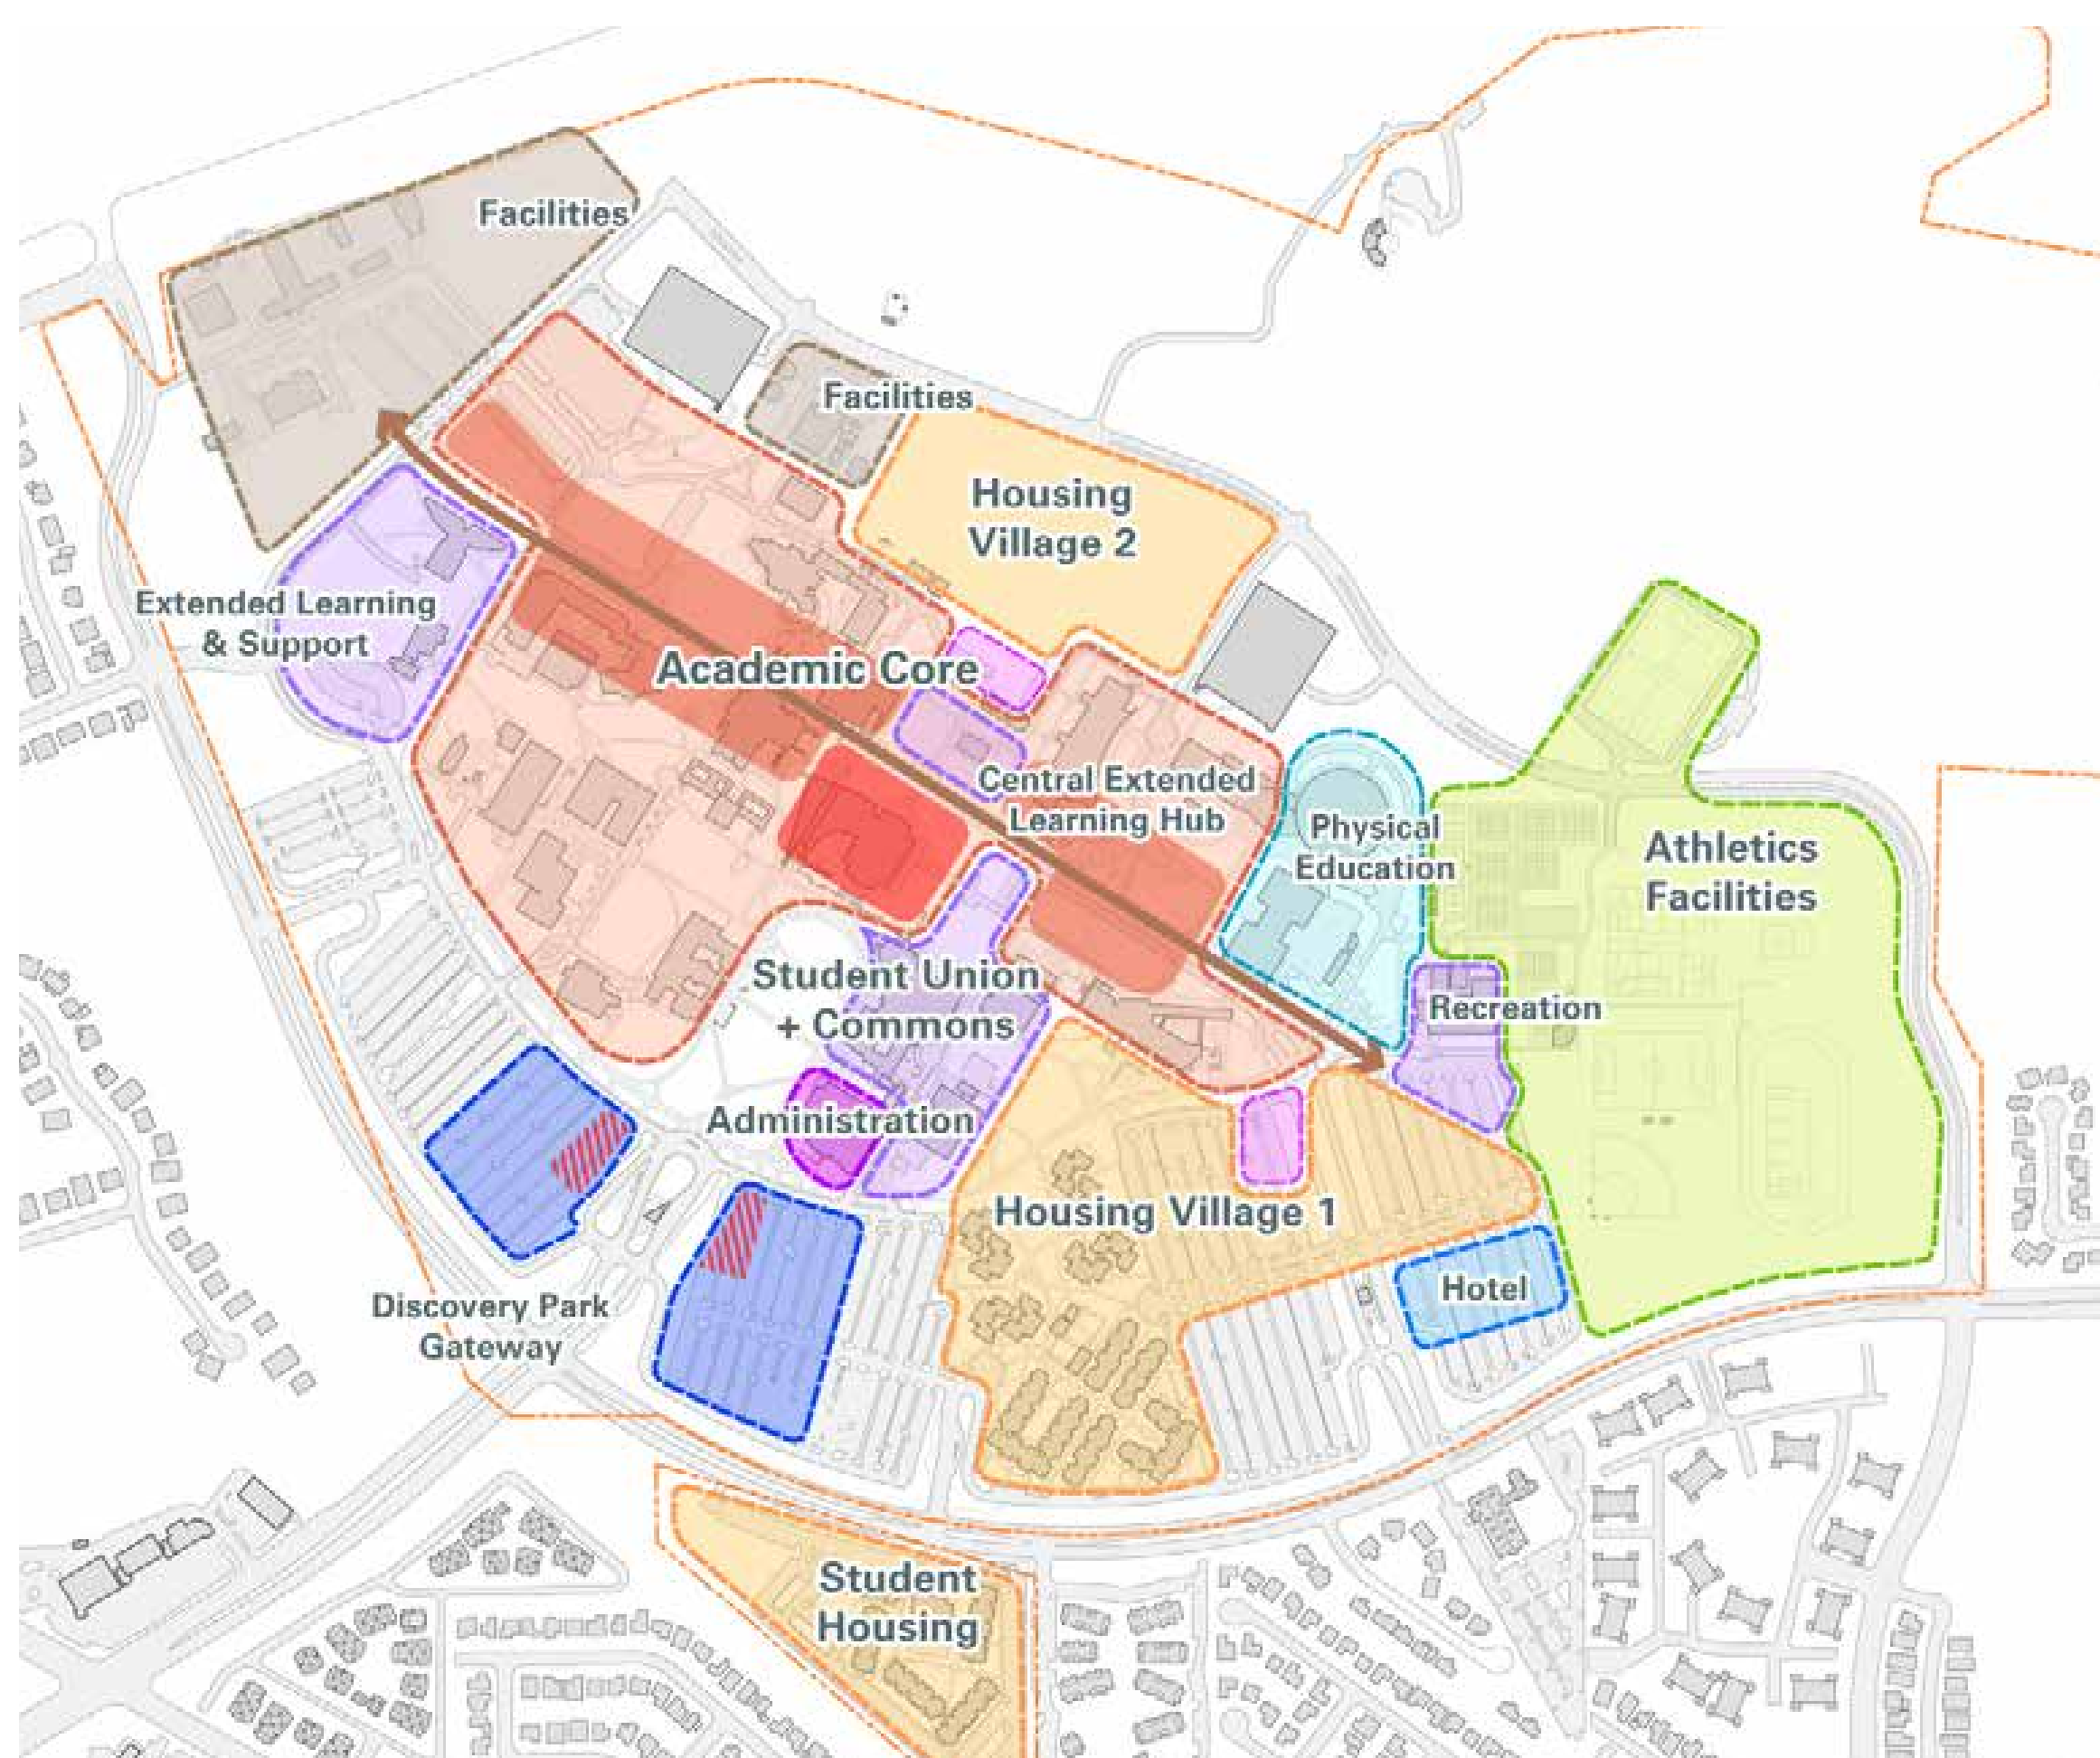 Facilities
Facilities
Housing
Village 2
Extended Learning
& Support
Academic Core
Central Extended
Learning Hub
Physical
Education
Athletics
Facilities
Student Union
+ Commons
Recreation
Administration
Housing Village 1
Hotel
Discovery Park
Gateway
Student
Housing